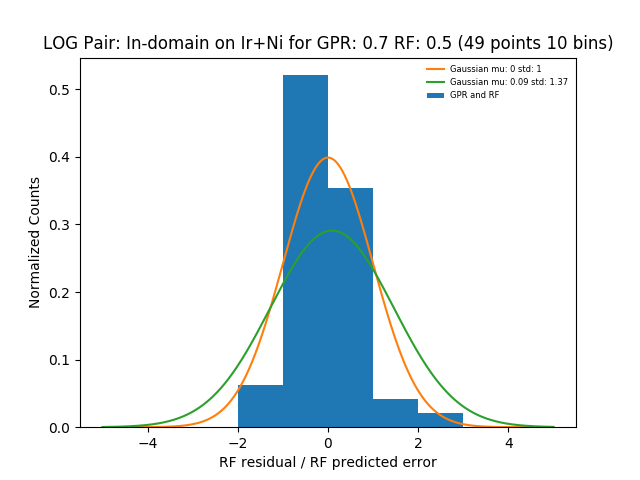 LOG Pair: In-domain on Ir+Ni for GPR: 0.7 RF: 0.5 (49 points 10 bins)
Gaussian mu: 0 std: 1
Gaussian mu: 0.09 std: 1.37
GPR and RF
Normalized Counts
0.5
0.4
0.3
0.2
0.1
0.0
−4
−2
0
2
4
RF residual / RF predicted error